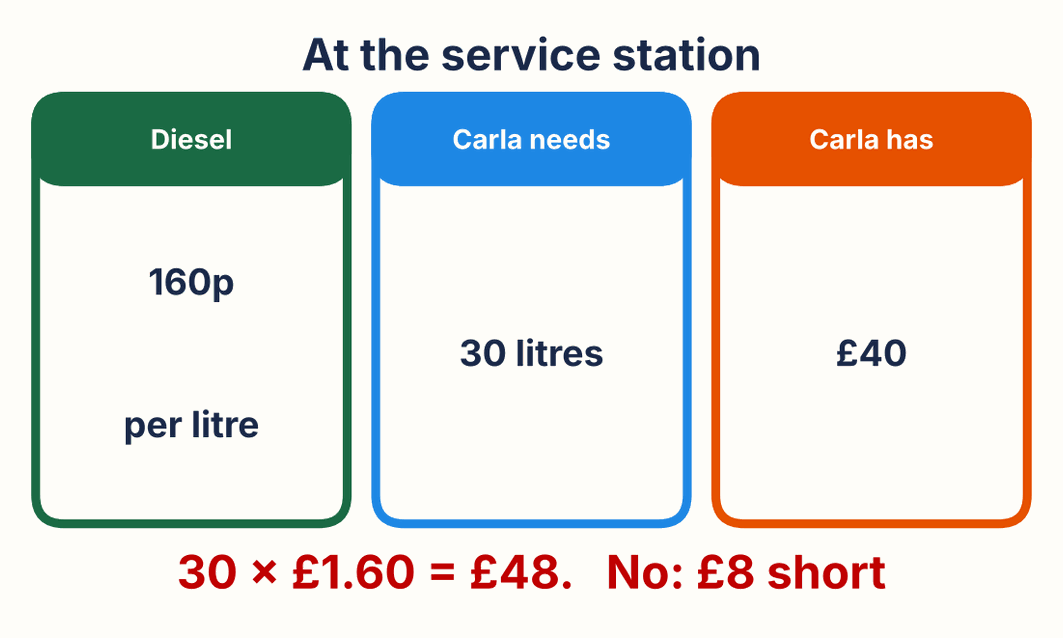 At the service station
Diesel
160p
per litre
Carla needs
30 litres
Carla has
£40
30 × £1.60 = £48. No: £8 short